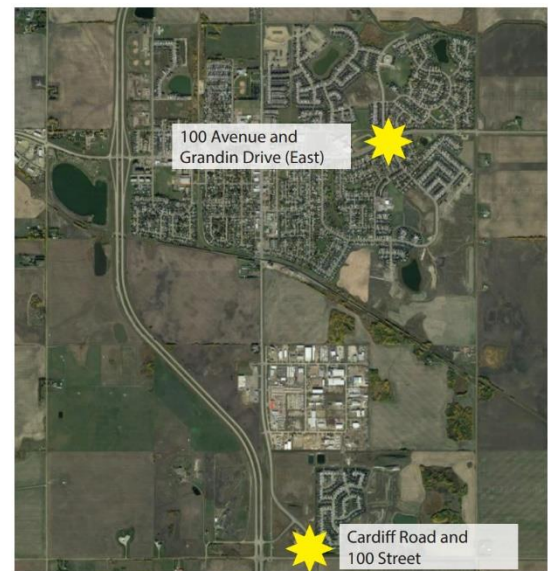 100 Avenue and
Grandin Drive (East)
Cardiff Road and
100 Street